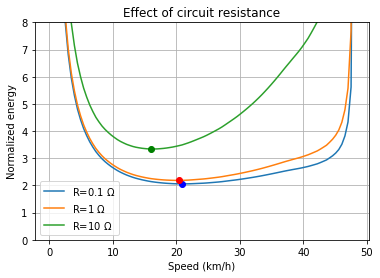 Effect of circuit resistance
Normalized energy
8
7
6
5
4
3
2
1
0
R=0.1 Ω
R=1 Ω
R=10 Ω
0 10 20 30 40 50
Speed (km/h)